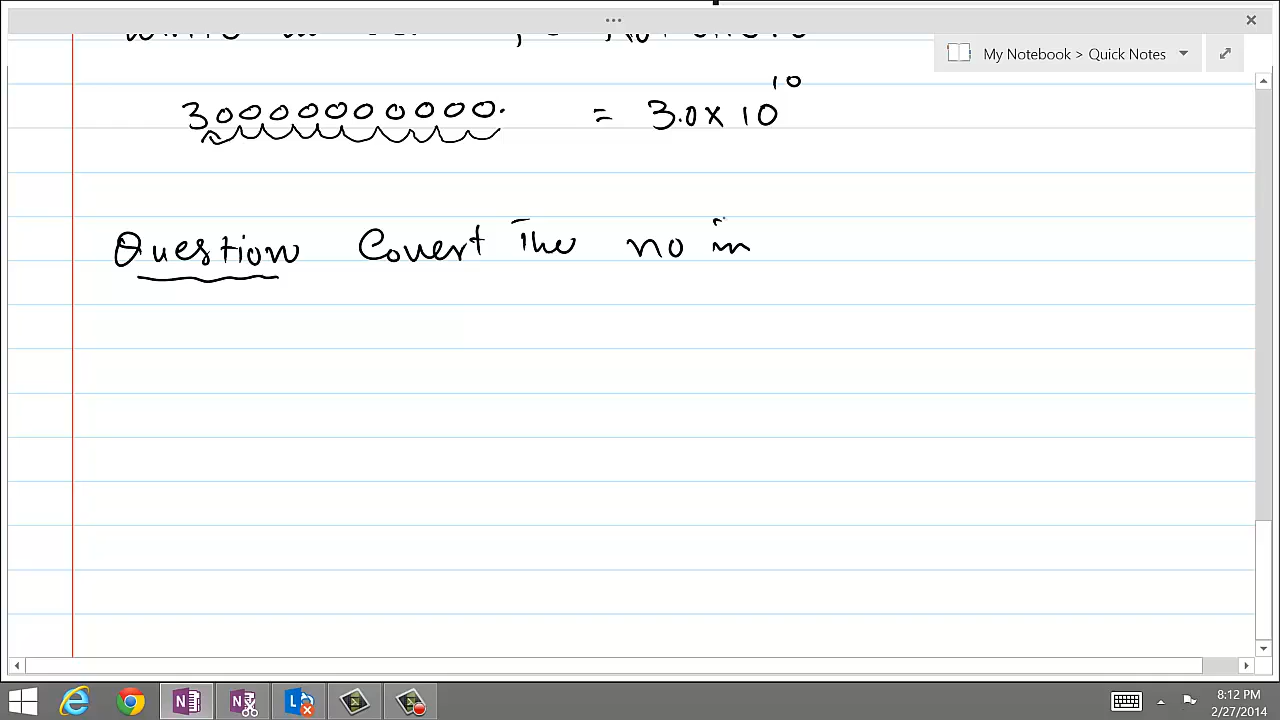 My Notebook > Quick Notes
30000000000. = 3.0 x 10^10
Question Covert The no in
8:12 PM
2/27/2014